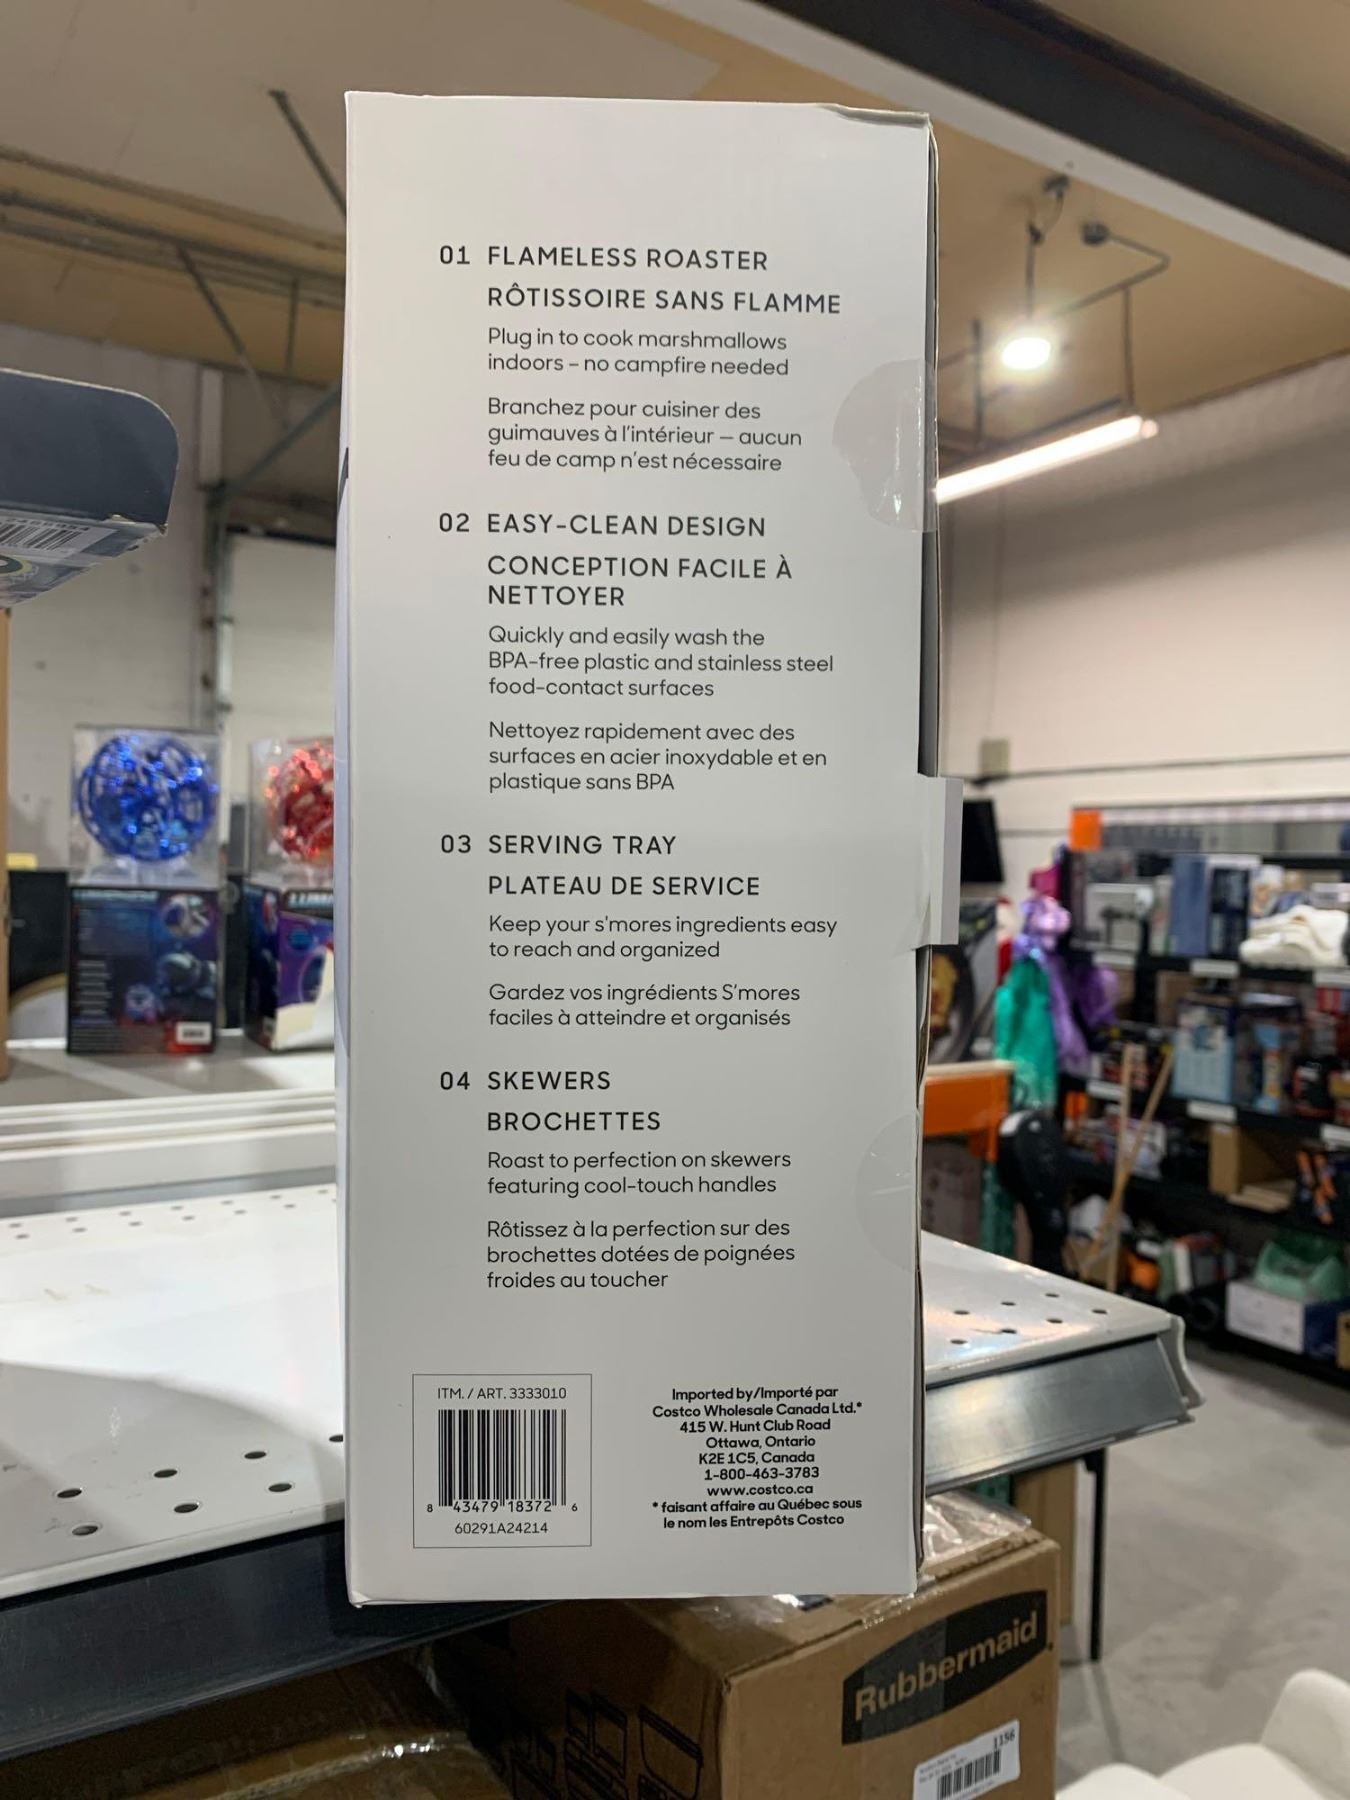 01 FLAMELESS ROASTER
RÔTISSOIRE SANS FLAMME
Plug in to cook marshmallows
indoors – no campfire needed
Branchez pour cuisiner des
guimauves à l'intérieur – aucun
feu de camp n'est nécessaire
02 EASY-CLEAN DESIGN
CONCEPTION FACILE À
NETTOYER
Quickly and easily wash the
BPA-free plastic and stainless steel
food-contact surfaces
Nettoyez rapidement avec des
surfaces en acier inoxydable et en
plastique sans BPA
03 SERVING TRAY
PLATEAU DE SERVICE
Keep your s'mores ingredients easy
to reach and organized
Gardez vos ingrédients S'mores
faciles à atteindre et organisés
04 SKEWERS
BROCHETTES
Roast to perfection on skewers
featuring cool-touch handles
Rôtissez à la perfection sur des
brochettes dotées de poignées
froides au toucher
ITM. / ART. 3333010
8 43479 18372 6
60291A24214
Imported by/Importé par
Costco Wholesale Canada Ltd.*
415 W. Hunt Club Road
Ottawa, Ontario
K2E 1C5, Canada
1-800-463-3783
www.costco.ca
* faisant affaire au Québec sous
le nom les Entrepôts Costco
Rubbermaid
1156